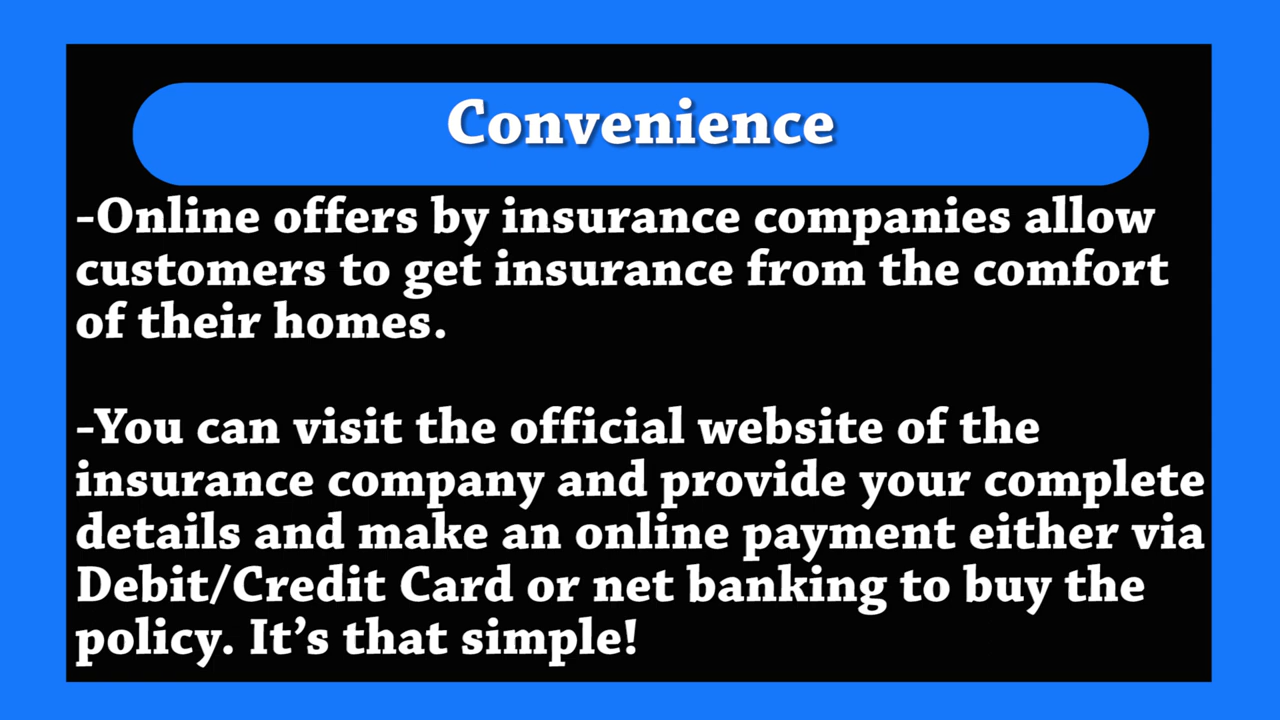 Convenience
-Online offers by insurance companies allow
customers to get insurance from the comfort
of their homes.
-You can visit the official website of the
insurance company and provide your complete
details and make an online payment either via
Debit/Credit Card or net banking to buy the
policy. It’s that simple!